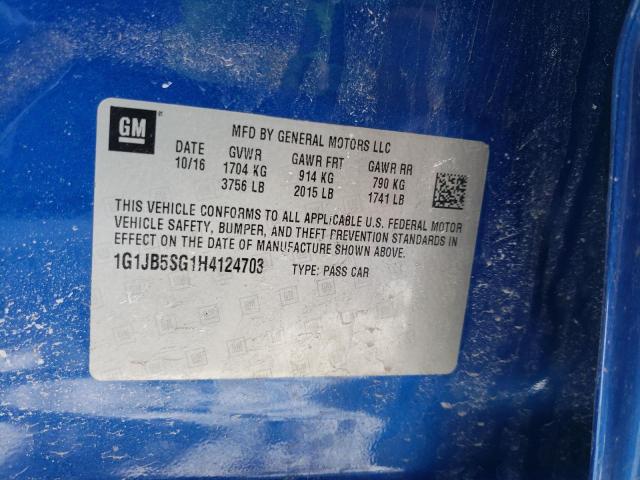 GM
MFD BY GENERAL MOTORS LLC
DATE GVWR GAWR FRT GAWR RR
10/16 1704 KG 914 KG 790 KG
3756 LB 2015 LB 1741 LB
THIS VEHICLE CONFORMS TO ALL APPLICABLE U.S. FEDERAL MOTOR
VEHICLE SAFETY, BUMPER, AND THEFT PREVENTION STANDARDS IN
EFFECT ON THE DATE OF MANUFACTURE SHOWN ABOVE.
1G1JB5SG1H4124703 TYPE: PASS CAR